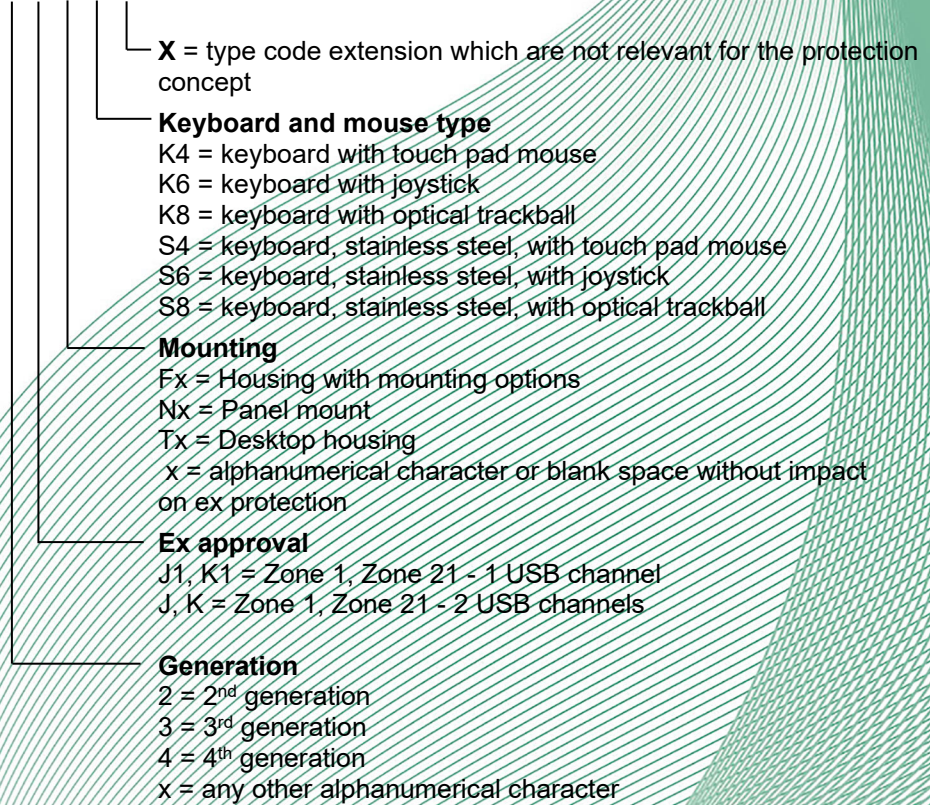 X = type code extension which are not relevant for the protection
concept
Keyboard and mouse type
K4 = keyboard with touch pad mouse
K6 = keyboard with joystick
K8 = keyboard with optical trackball
S4 = keyboard, stainless steel, with touch pad mouse
S6 = keyboard, stainless steel, with joystick
S8 = keyboard, stainless steel, with optical trackball
Mounting
Fx = Housing with mounting options
Nx = Panel mount
Tx = Desktop housing
x = alphanumerical character or blank space without impact
on ex protection
Ex approval
J1, K1 = Zone 1, Zone 21 - 1 USB channel
J, K = Zone 1, Zone 21 - 2 USB channels
Generation
2 = 2nd generation
3 = 3rd generation
4 = 4th generation
x = any other alphanumerical character